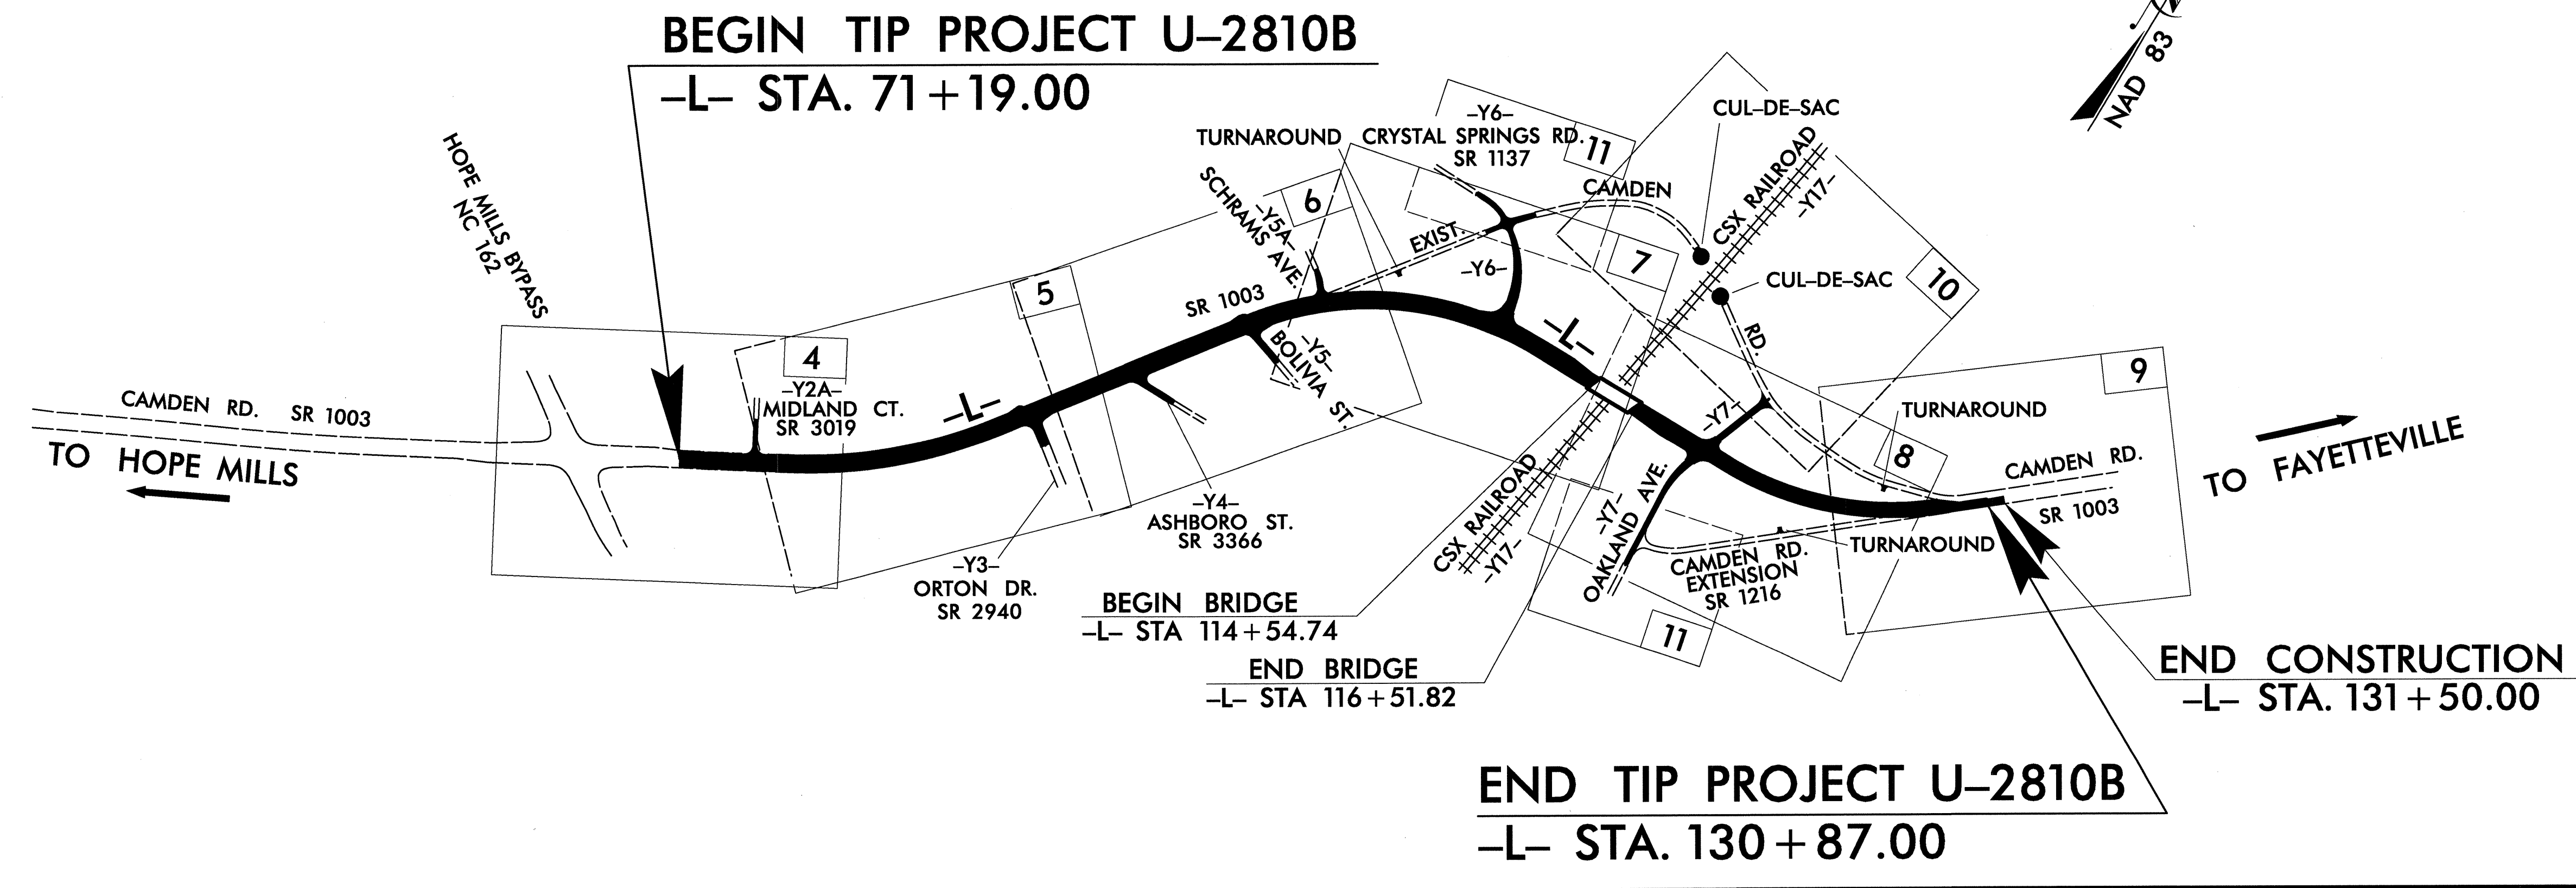 BEGIN TIP PROJECT U–2810B
–L– STA. 71+19.00
NAD 83
HOPE MILLS BYPASS
NC 162
CAMDEN RD. SR 1003
TO HOPE MILLS
4
–Y2A–
MIDLAND CT.
SR 3019
–L–
5
–Y3–
ORTON DR.
SR 2940
–Y4–
ASHBORO ST.
SR 3366
SR 1003
SCHRAMS AVE.
–Y5A–
6
–Y5–
BOLIVIA ST.
TURNAROUND
–Y6–
CRYSTAL SPRINGS RD.
SR 1137
11
EXIST.
CAMDEN
–Y6–
7
CUL–DE–SAC
CSX RAILROAD
–Y17–
CUL–DE–SAC
RD.
10
–L–
–Y7–
TURNAROUND
8
9
CAMDEN RD.
SR 1003
TO FAYETTEVILLE
CSX RAILROAD
–Y17–
–Y7–
OAKLAND AVE.
TURNAROUND
CAMDEN RD.
EXTENSION
SR 1216
11
BEGIN BRIDGE
–L– STA 114+54.74
END BRIDGE
–L– STA 116+51.82
END CONSTRUCTION
–L– STA. 131+50.00
END TIP PROJECT U–2810B
–L– STA. 130+87.00